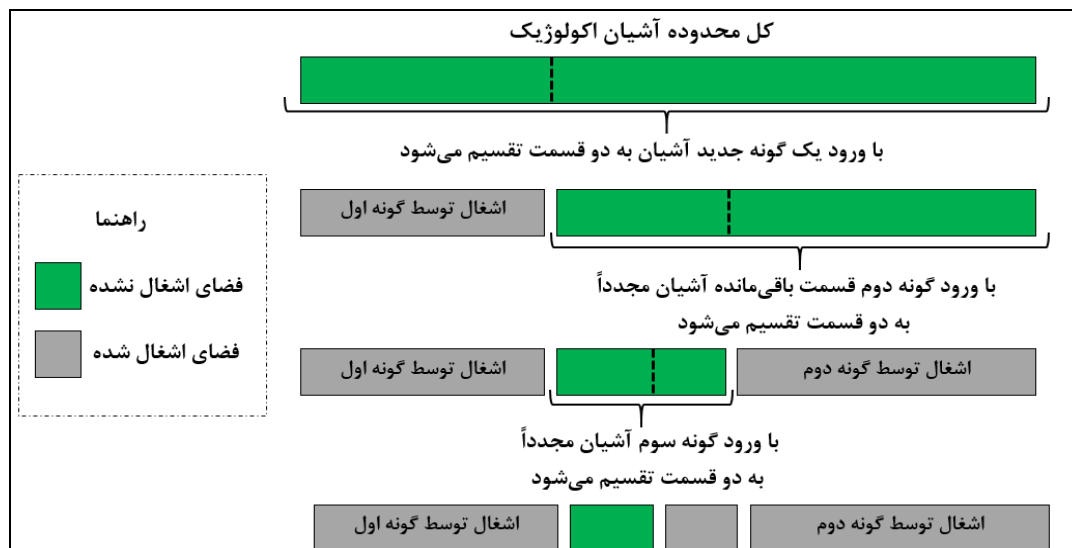 کل محدوده آشیان اکولوژیک
با ورود یک گونه جدید آشیان به دو قسمت تقسیم می‌شود
اشغال توسط گونه اول
راهنما
فضای اشغال نشده
فضای اشغال شده
با ورود گونه دوم قسمت باقی‌مانده آشیان مجدداً
به دو قسمت تقسیم می‌شود
اشغال توسط گونه دوم
اشغال توسط گونه اول
با ورود گونه سوم آشیان مجدداً
به دو قسمت تقسیم می‌شود
اشغال توسط گونه دوم
اشغال توسط گونه اول